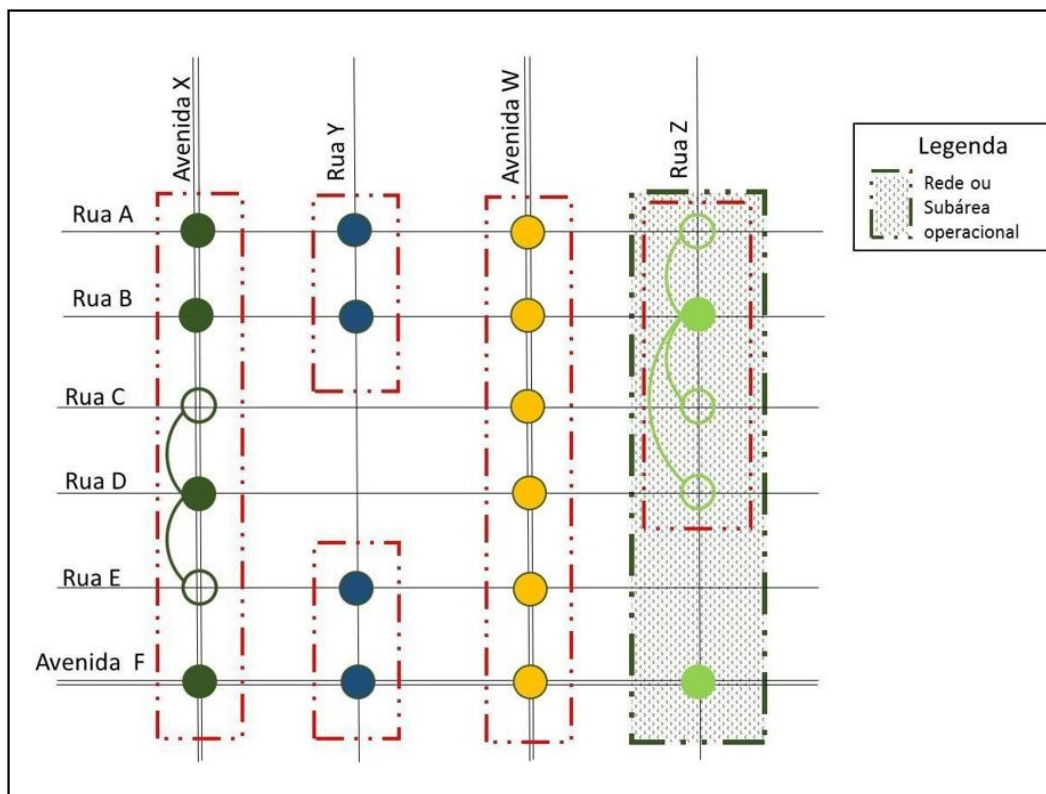 Avenida X
Rua Y
Avenida W
Rua Z
Legenda
Rede ou
Subárea
operacional
Rua A
Rua B
Rua C
Rua D
Rua E
Avenida F